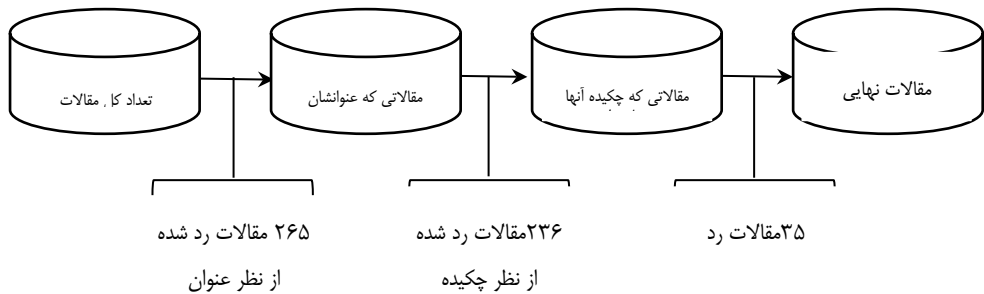 مقالات نهایی
مقالاتی که چکیده آنها
مقالاتی که عنوانشان
تعداد کل مقالات
۳۵مقالات رد
۲۳۶مقالات رد شده
از نظر چکیده
۲۶۵ مقالات رد شده
از نظر عنوان